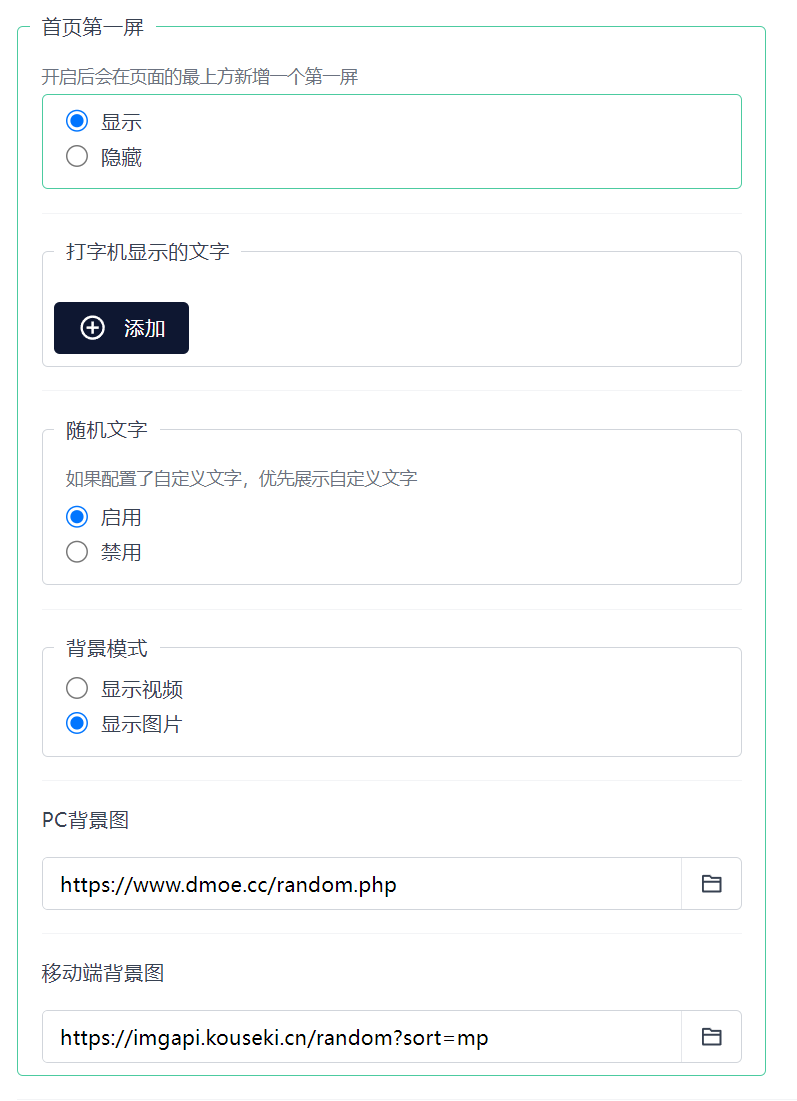 首页第一屏
开启后会在页面的最上方新增一个第一屏
显示
隐藏
打字机显示的文字
添加
随机文字
如果配置了自定义文字，优先展示自定义文字
启用
禁用
背景模式
显示视频
显示图片
PC背景图
https://www.dmoe.cc/random.php
移动端背景图
https://imgapi.kouseki.cn/random?sort=mp